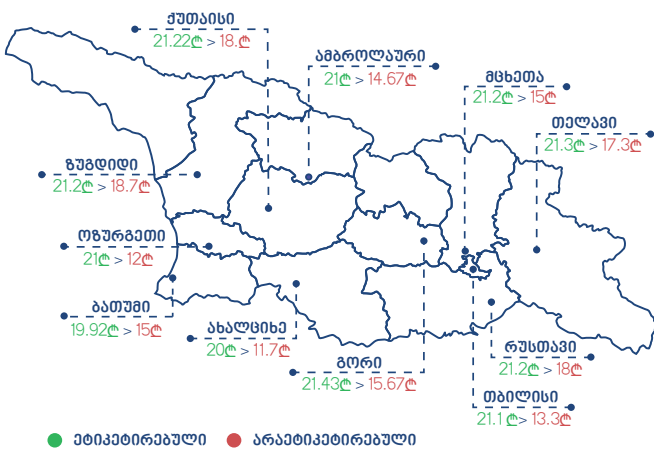 ქუთაისი
21.22₾ > 18.₾
ამბროლაური
21₾ > 14.67₾
მცხეთა
21.2₾ > 15₾
თელავი
21.3₾ > 17.3₾
ზუგდიდი
21.2₾ > 18.7₾
ოზურგეთი
21₾ > 12₾
ბათუმი
19.92₾ > 15₾
ახალციხე
20₾ > 11.7₾
გორი
21.43₾ > 15.67₾
რუსთავი
21.2₾ > 18₾
თბილისი
21.1₾ > 13.3₾
ეტიკეტირებული არაეტიკეტირებული